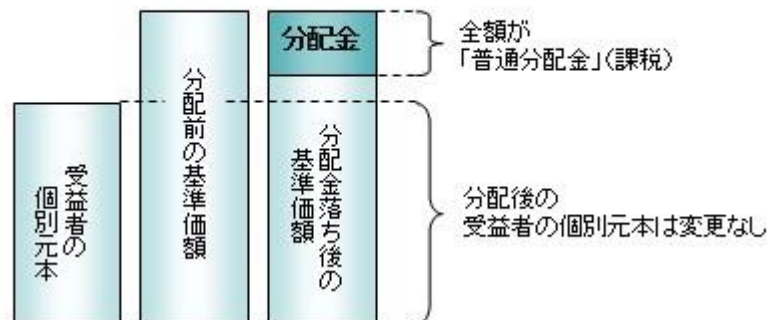 受益者の
個別元本
分配前の基準価額
分配金
分配金落ち後の
基準価額
全額が
「普通分配金」(課税)
分配後の
受益者の個別元本は変更なし